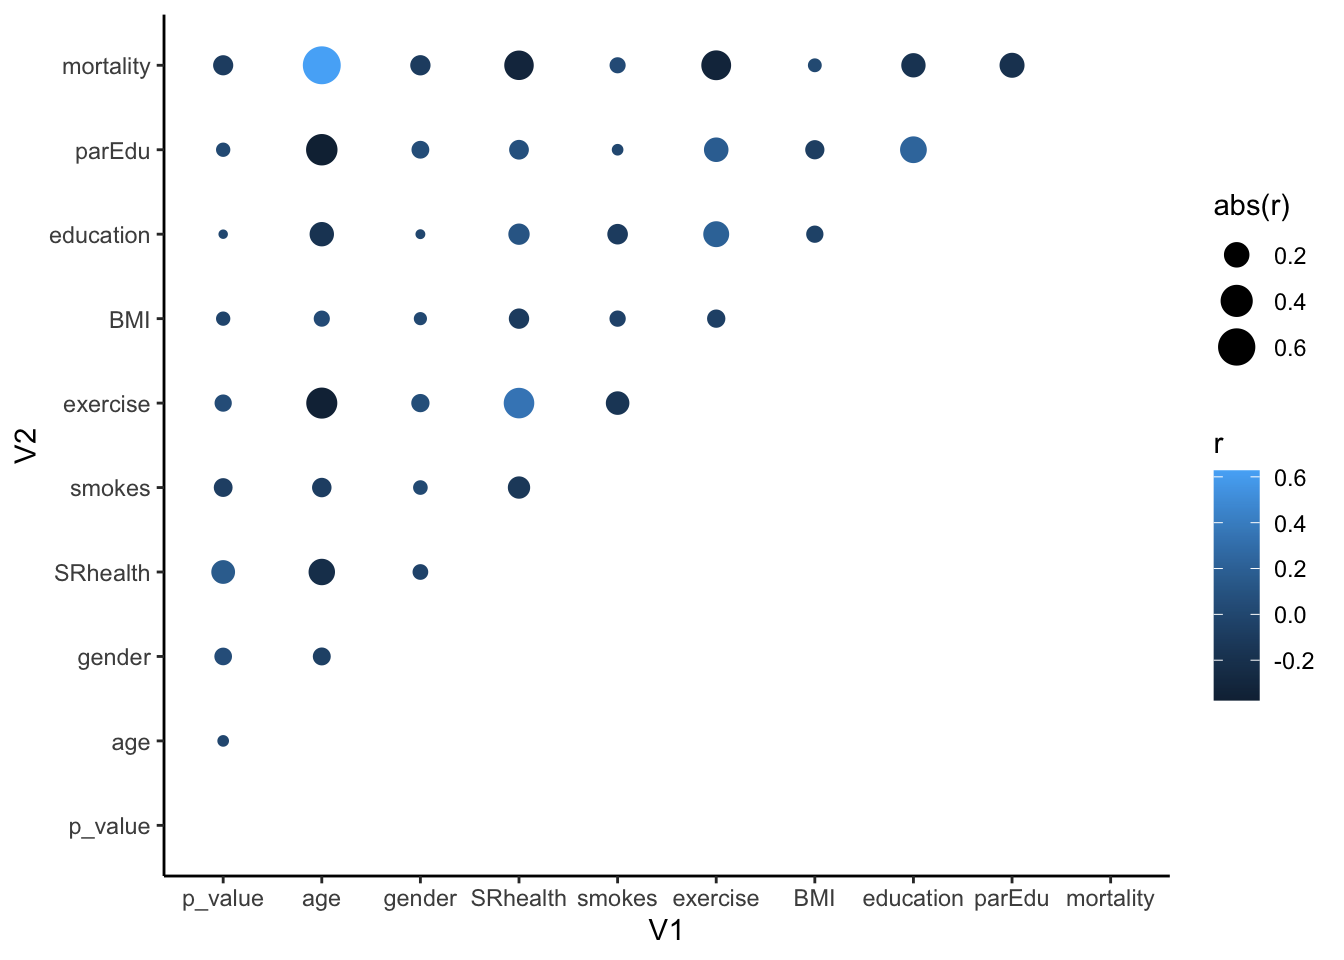 V2
mortality
parEdu
education
BMI
exercise
smokes
SRhealth
gender
age
p_value
p_value age gender SRhealth smokes exercise BMI education parEdu mortality
V1
abs(r)
0.2
0.4
0.6
r
0.6
0.4
0.2
0.0
-0.2